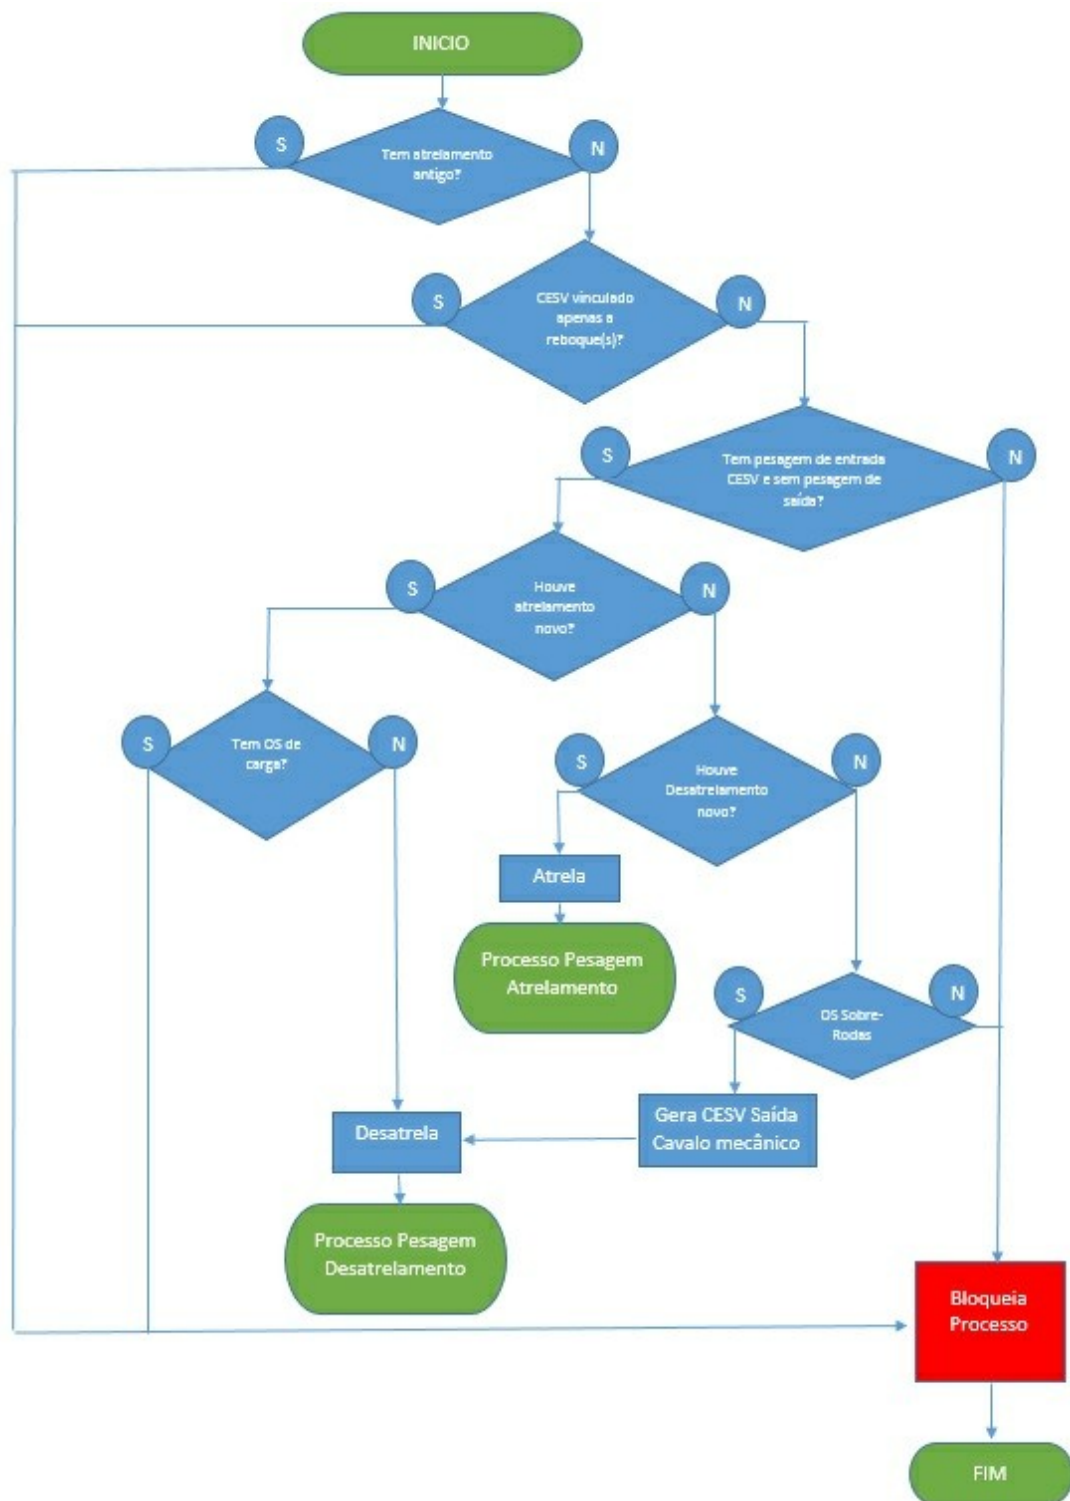 INICIO
S
N
Tem atrelamento
antigo?
S
N
CESV vinculado
apenas a
reboque(s)?
S
N
Tem pesagem de entrada
CESV e sem pesagem de
saída?
S
N
Houve
atrelamento
novo?
S
N
Tem OS de
carga?
S
N
Houve
Desatrelamento
novo?
Atrela
Processo Pesagem
Atrelamento
S
N
OS Sobre-
Rodas
Gera CESV Saída
Cavalo mecânico
Desatrela
Processo Pesagem
Desatrelamento
Bloqueia
Processo
FIM